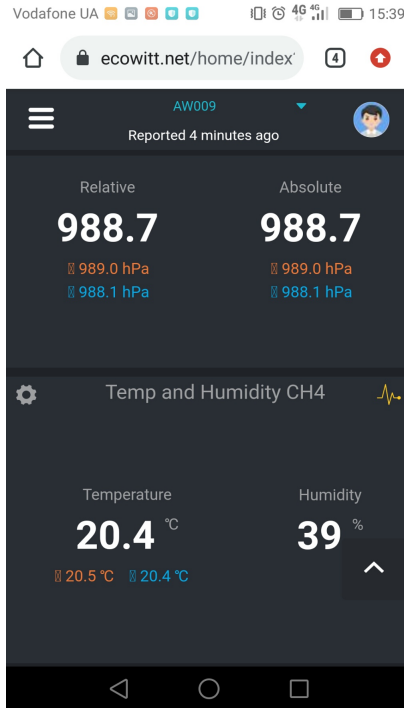 Vodafone UA 4G 4G 15:39
ecowitt.net/home/index 4
AW009
Reported 4 minutes ago
Relative Absolute
988.7 988.7
989.0 hPa 989.0 hPa
988.1 hPa 988.1 hPa
Temp and Humidity CH4
Temperature Humidity
20.4 ℃ 39 %
20.5 ℃ 20.4 ℃